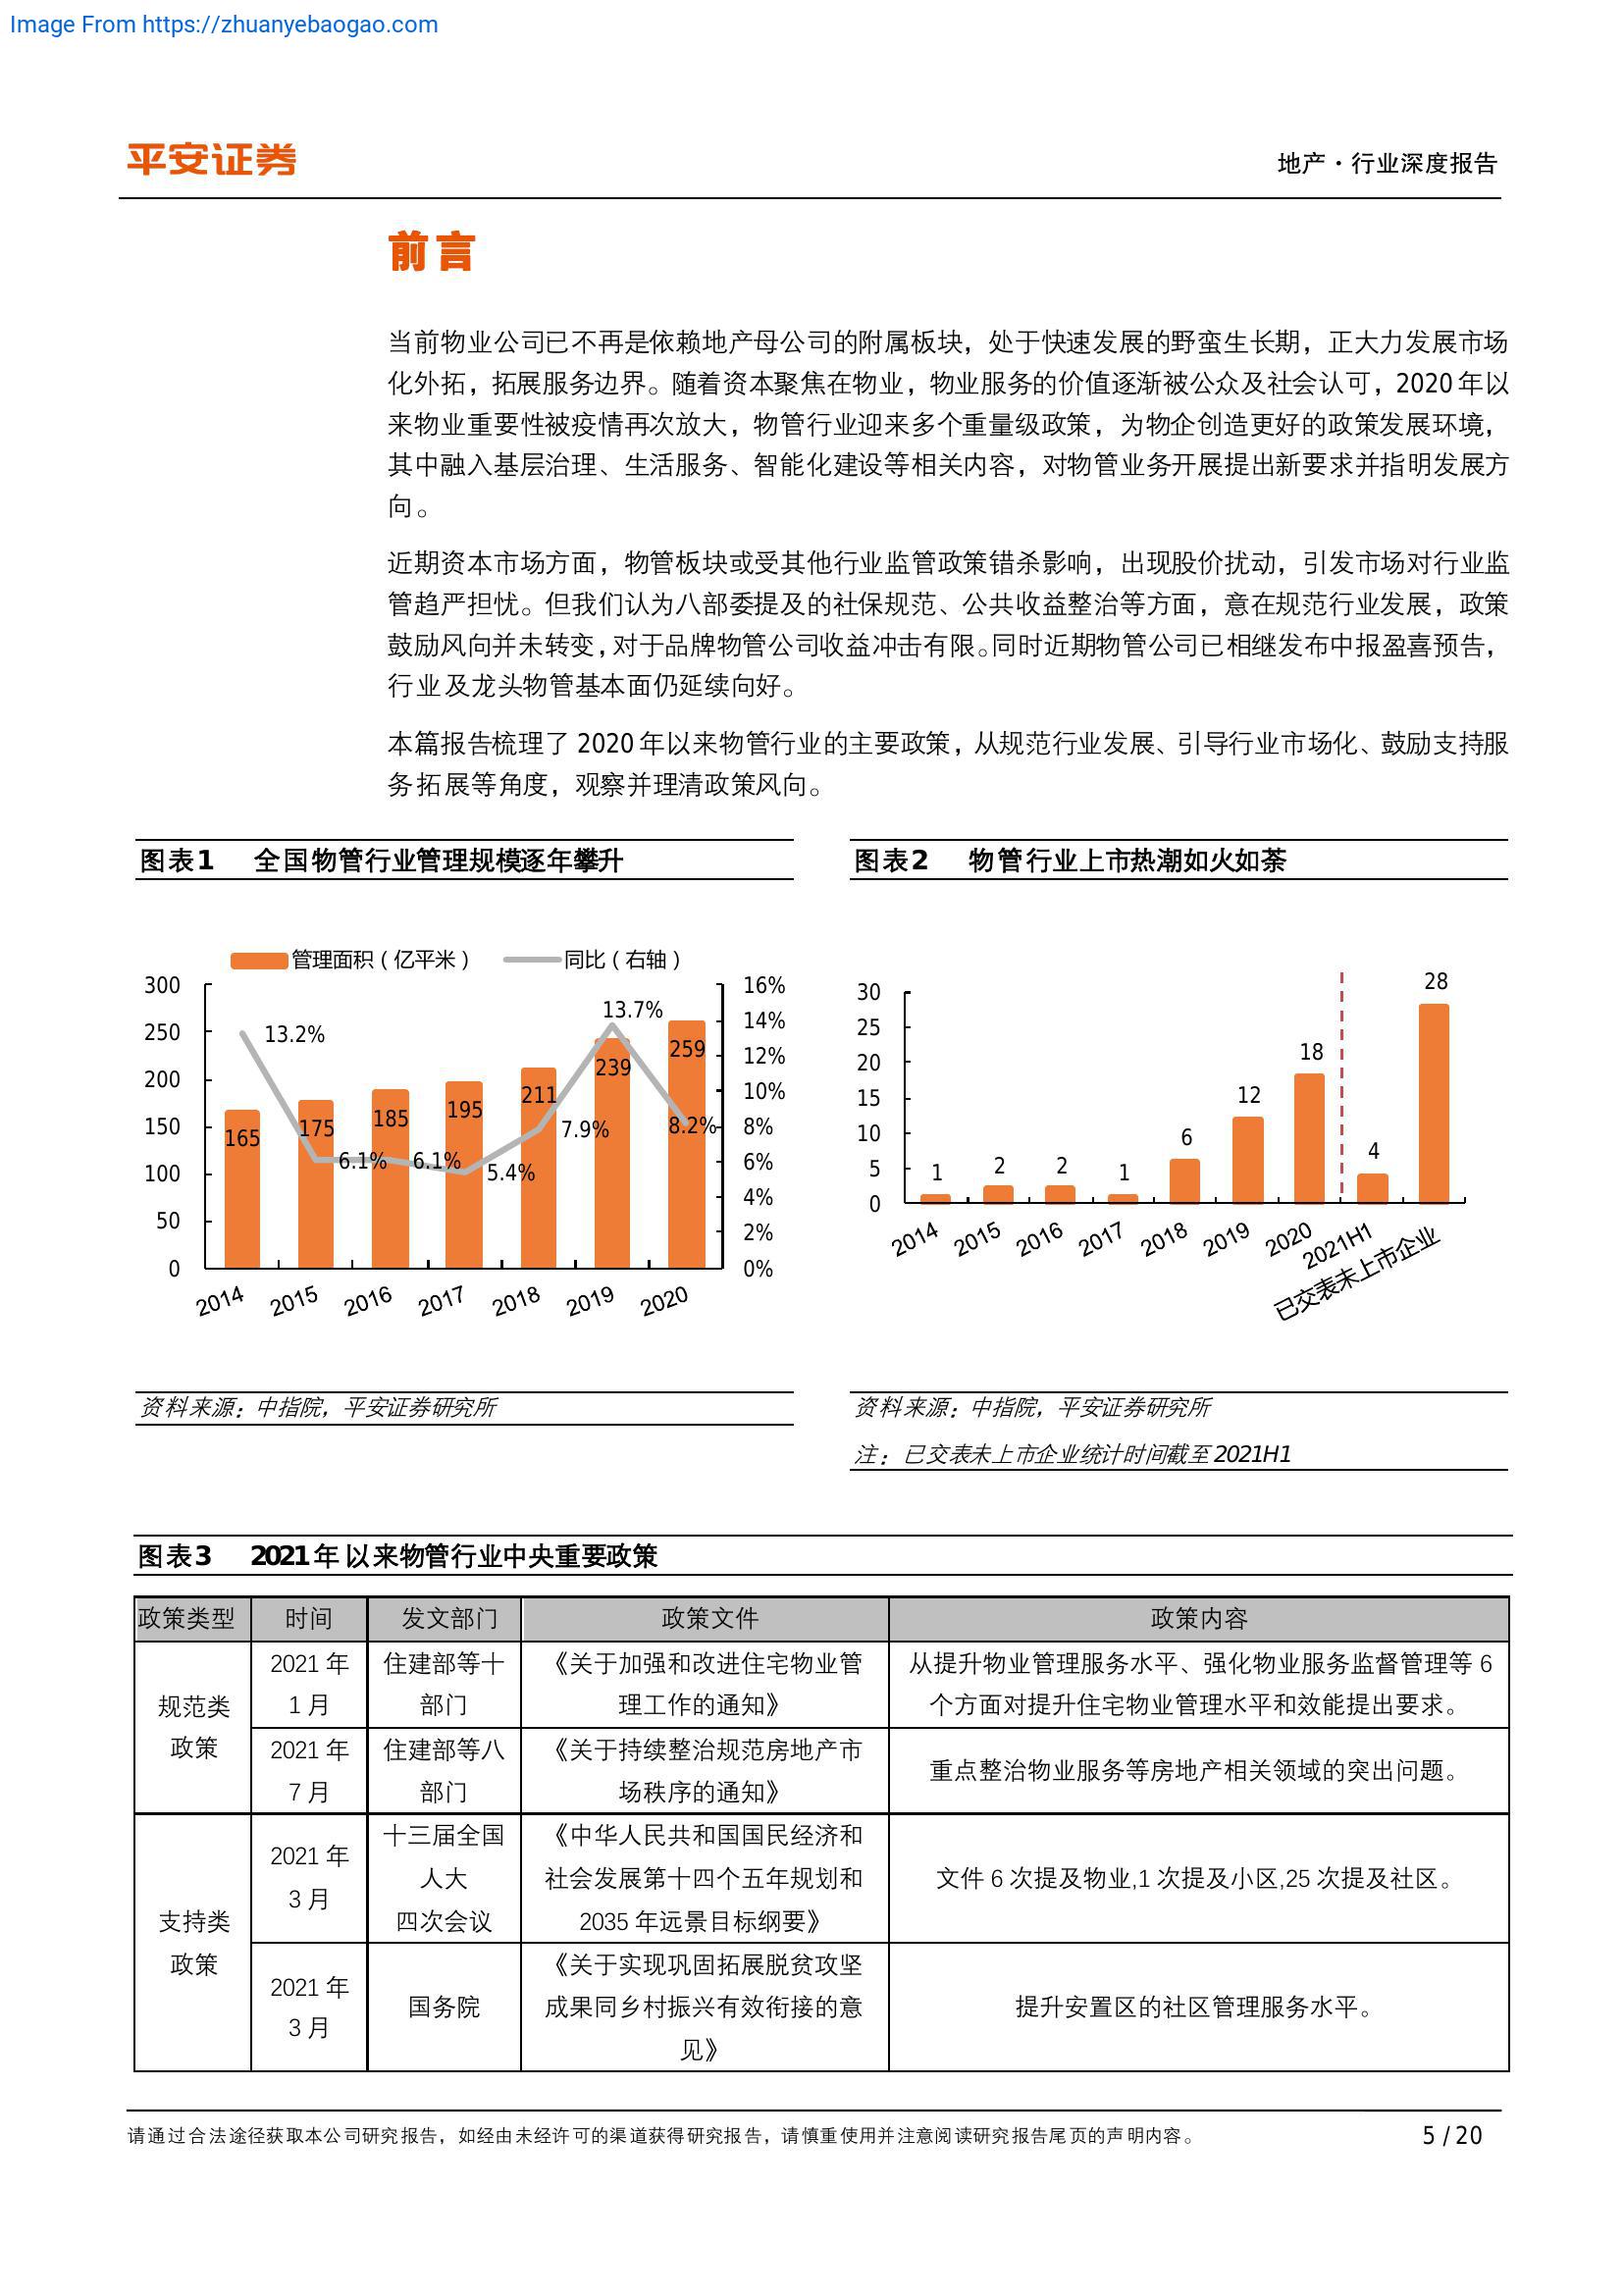 Image From https://zhuanyebaogao.com
平安证券
地产·行业深度报告
前言
当前物业公司已不再是依赖地产母公司的附属板块，处于快速发展的野蛮生长期，正大力发展市场
化外拓，拓展服务边界。随着资本聚焦在物业，物业服务的价值逐渐被公众及社会认可，2020年以
来物业重要性被疫情再次放大，物管行业迎来多个重量级政策，为物企创造更好的政策发展环境，
其中融入基层治理、生活服务、智能化建设等相关内容，对物管业务开展提出新要求并指明发展方
向。
近期资本市场方面，物管板块或受其他行业监管政策错杀影响，出现股价扰动，引发市场对行业监
管趋严担忧。但我们认为八部委提及的社保规范、公共收益整治等方面，意在规范行业发展，政策
鼓励风向并未转变，对于品牌物管公司收益冲击有限。同时近期物管公司已相继发布中报盈喜预告，
行业及龙头物管基本面仍延续向好。
本篇报告梳理了2020年以来物管行业的主要政策，从规范行业发展、引导行业市场化、鼓励支持服
务拓展等角度，观察并理清政策风向。
图表1 全国物管行业管理规模逐年攀升
管理面积（亿平米） 同比（右轴）
300
250
200
150
100
50
0
16%
14%
12%
10%
8%
6%
4%
2%
0%
165
175
185
195
211
239
259
13.2%
6.1%
6.1%
5.4%
7.9%
13.7%
8.2%
2014 2015 2016 2017 2018 2019 2020
资料来源：中指院，平安证券研究所
图表2 物管行业上市热潮如火如荼
30
25
20
15
10
5
0
1
2
2
1
6
12
18
4
28
2014 2015 2016 2017 2018 2019 2020 2021H1 已交表未上市企业
资料来源：中指院，平安证券研究所
注：已交表未上市企业统计时间截至2021H1
图表3 2021年以来物管行业中央重要政策
政策类型 时间 发文部门 政策文件 政策内容
规范类
政策
2021年
1月
住建部等十
部门
《关于加强和改进住宅物业管
理工作的通知》
从提升物业管理服务水平、强化物业服务监督管理等6
个方面对提升住宅物业管理水平和效能提出要求。
2021年
7月
住建部等八
部门
《关于持续整治规范房地产市
场秩序的通知》
重点整治物业服务等房地产相关领域的突出问题。
支持类
政策
2021年
3月
十三届全国
人大
四次会议
《中华人民共和国国民经济和
社会发展第十四个五年规划和
2035年远景目标纲要》
文件6次提及物业,1次提及小区,25次提及社区。
2021年
3月
国务院
《关于实现巩固拓展脱贫攻坚
成果同乡村振兴有效衔接的意
见》
提升安置区的社区管理服务水平。
请通过合法途径获取本公司研究报告，如经由未经许可的渠道获得研究报告，请慎重使用并注意阅读研究报告尾页的声明内容。
5 / 20